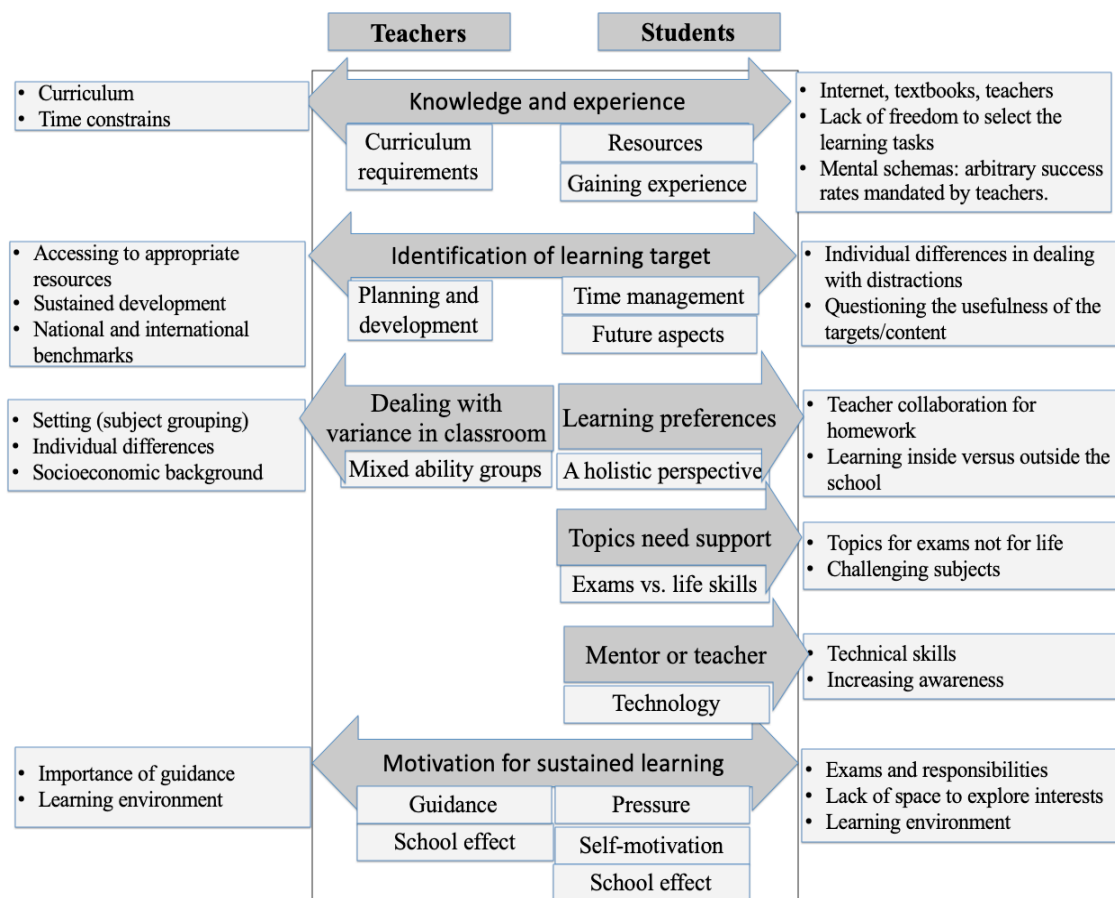 Teachers
Students
• Curriculum
• Time constrains
Knowledge and experience
Curriculum
requirements
Resources
Gaining experience
• Internet, textbooks, teachers
• Lack of freedom to select the
learning tasks
• Mental schemas: arbitrary success
rates mandated by teachers.
• Accessing to appropriate
resources
• Sustained development
• National and international
benchmarks
Identification of learning target
Planning and
development
Time management
Future aspects
• Individual differences in dealing
with distractions
• Questioning the usefulness of the
targets/content
• Setting (subject grouping)
• Individual differences
• Socioeconomic background
Dealing with
variance in classroom
Mixed ability groups
Learning preferences
A holistic perspective
• Teacher collaboration for
homework
• Learning inside versus outside the
school
Topics need support
Exams vs. life skills
• Topics for exams not for life
• Challenging subjects
Mentor or teacher
Technology
• Technical skills
• Increasing awareness
• Importance of guidance
• Learning environment
Motivation for sustained learning
Guidance
School effect
Pressure
Self-motivation
School effect
• Exams and responsibilities
• Lack of space to explore interests
• Learning environment